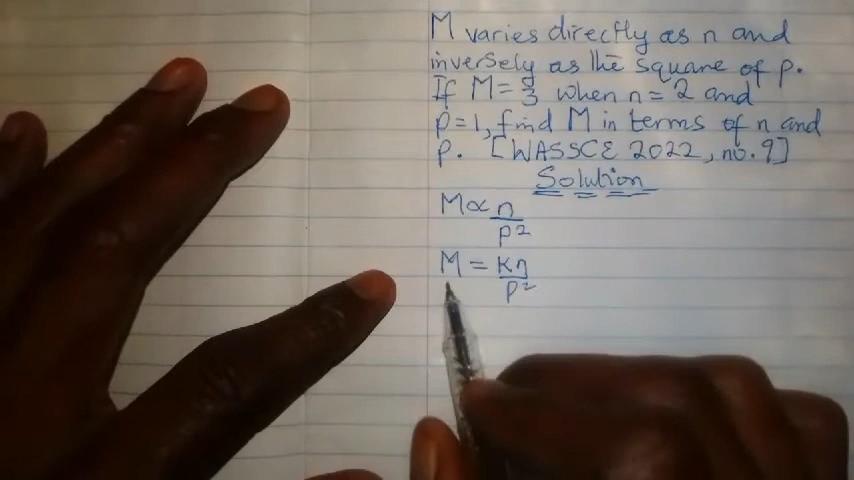 M varies directly as n and
inversely as the square of p.
If M = 3 when n = 2 and
p = 1, find M in terms of n and
p. [WASSCE 2022, no. 9]
Solution
M ∝ n
p²
M = Kn
p²